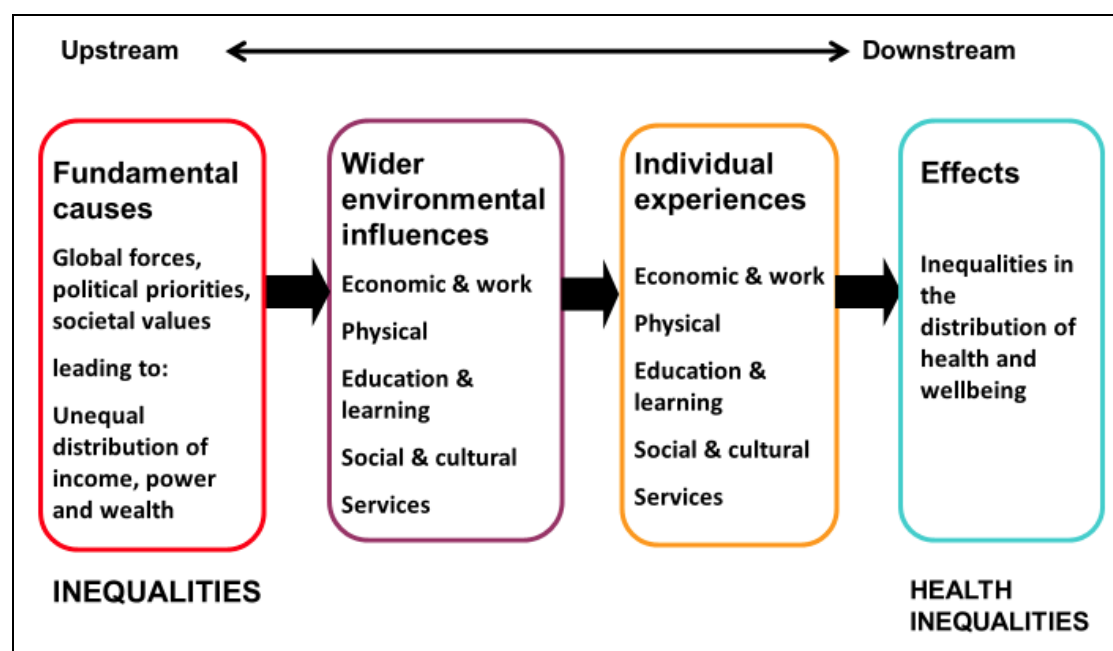 Upstream
Downstream
Fundamental
causes
Global forces,
political priorities,
societal values
leading to:
Unequal
distribution of
income, power
and wealth
Wider
environmental
influences
Economic & work
Physical
Education &
learning
Social & cultural
Services
Individual
experiences
Economic & work
Physical
Education &
learning
Social & cultural
Services
Effects
Inequalities in
the
distribution of
health and
wellbeing
INEQUALITIES
HEALTH
INEQUALITIES